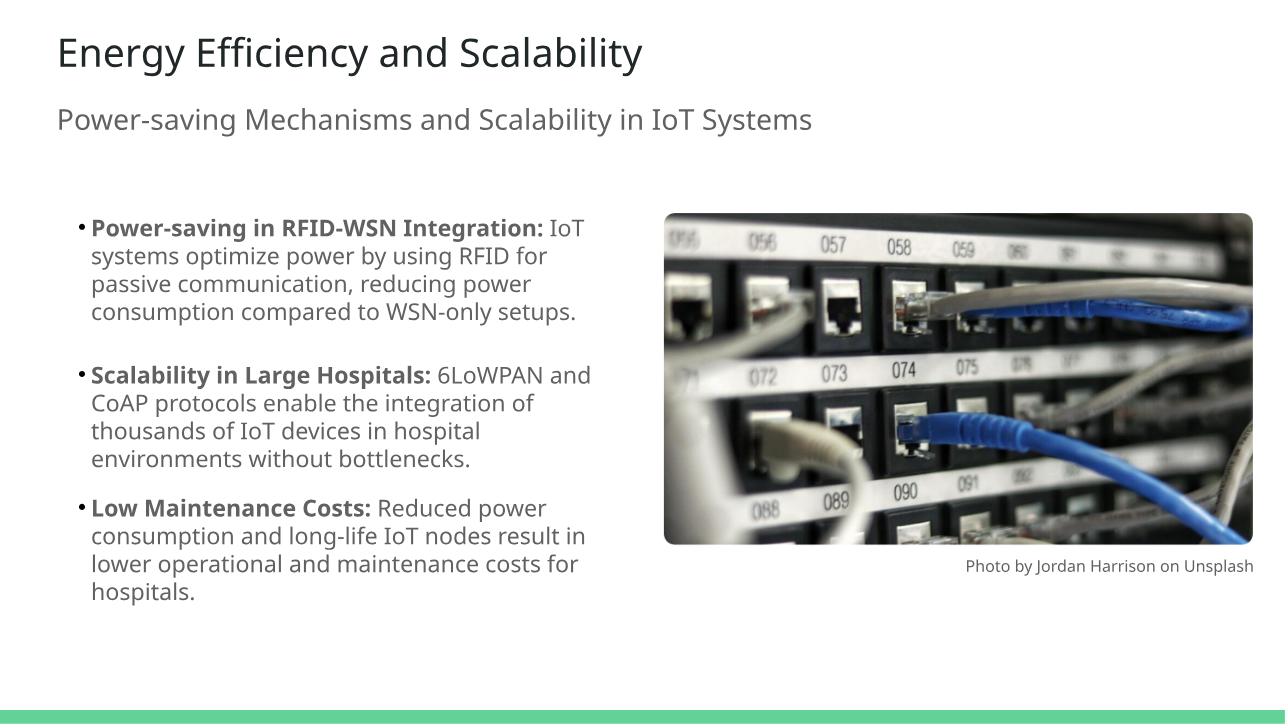 Energy Efficiency and Scalability
Power-saving Mechanisms and Scalability in IoT Systems
• Power-saving in RFID-WSN Integration: IoT
systems optimize power by using RFID for
passive communication, reducing power
consumption compared to WSN-only setups.
• Scalability in Large Hospitals: 6LoWPAN and
CoAP protocols enable the integration of
thousands of IoT devices in hospital
environments without bottlenecks.
• Low Maintenance Costs: Reduced power
consumption and long-life IoT nodes result in
lower operational and maintenance costs for
hospitals.
055 056 057 058 059 060
072 073 074 075 076
088 089 090 091 092
Photo by Jordan Harrison on Unsplash